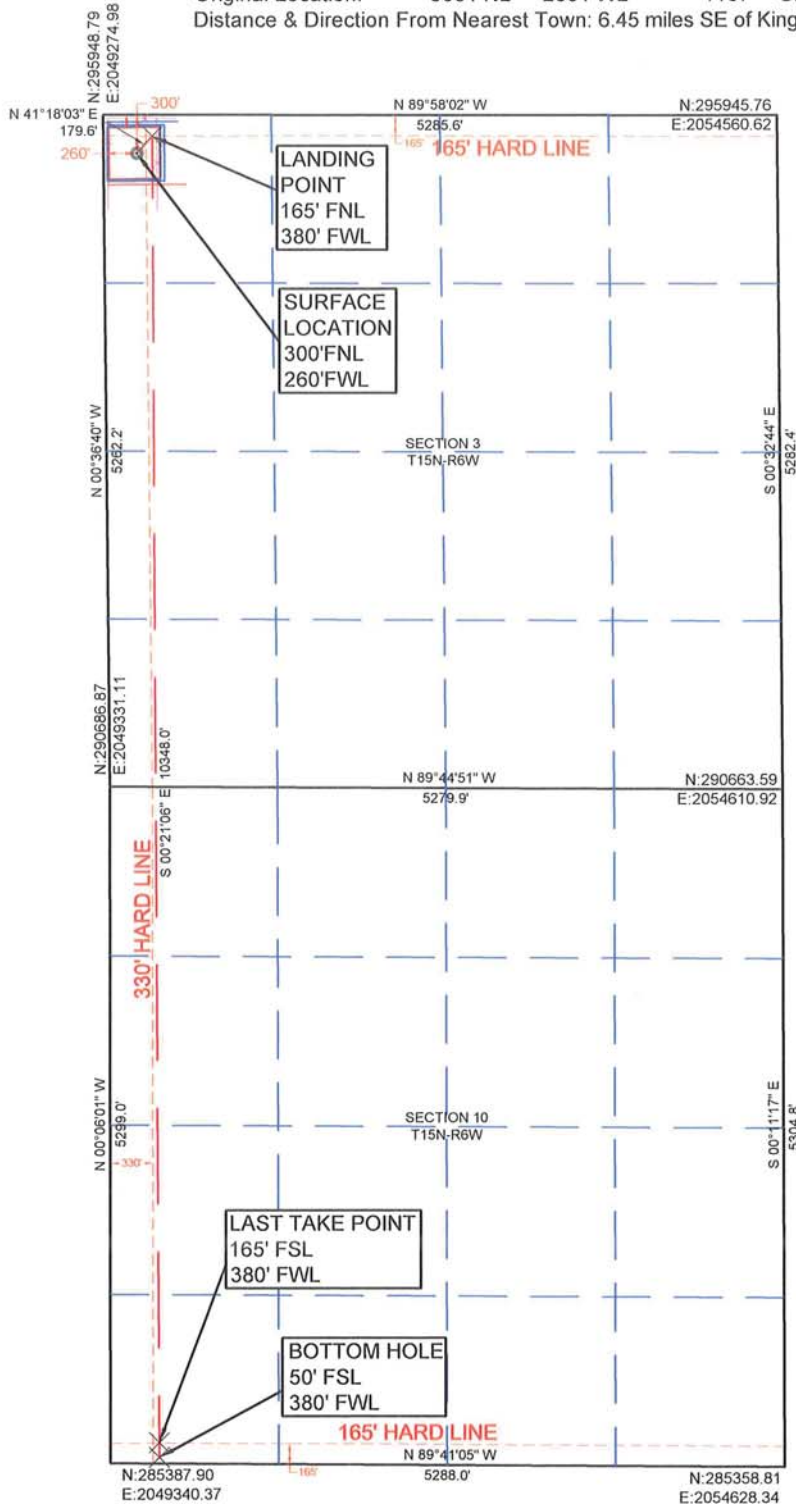 Distance & Direction From Nearest Town: 6.45 miles SE of King
N:295948.79
E:2049274.98
N 41°18'03" E
179.6'
300'
260'
N 89°58'02" W
5285.6'
N:295945.76
E:2054560.62
165'
165' HARD LINE
LANDING
POINT
165' FNL
380' FWL
SURFACE
LOCATION
300'FNL
260'FWL
N 00°36'40" W
5262.2'
SECTION 3
T15N-R6W
S 00°32'44" E
5282.4'
N:290686.87
E:2049331.11
S 00°21'06" E 10348.0'
N 89°44'51" W
5279.9'
N:290663.59
E:2054610.92
330' HARD LINE
N 00°06'01" W
5299.0'
330'
SECTION 10
T15N-R6W
S 00°11'17" E
5304.8'
LAST TAKE POINT
165' FSL
380' FWL
BOTTOM HOLE
50' FSL
380' FWL
165' HARD LINE
N 89°41'05" W
5288.0'
165'
N:285387.90
E:2049340.37
N:285358.81
E:2054628.34